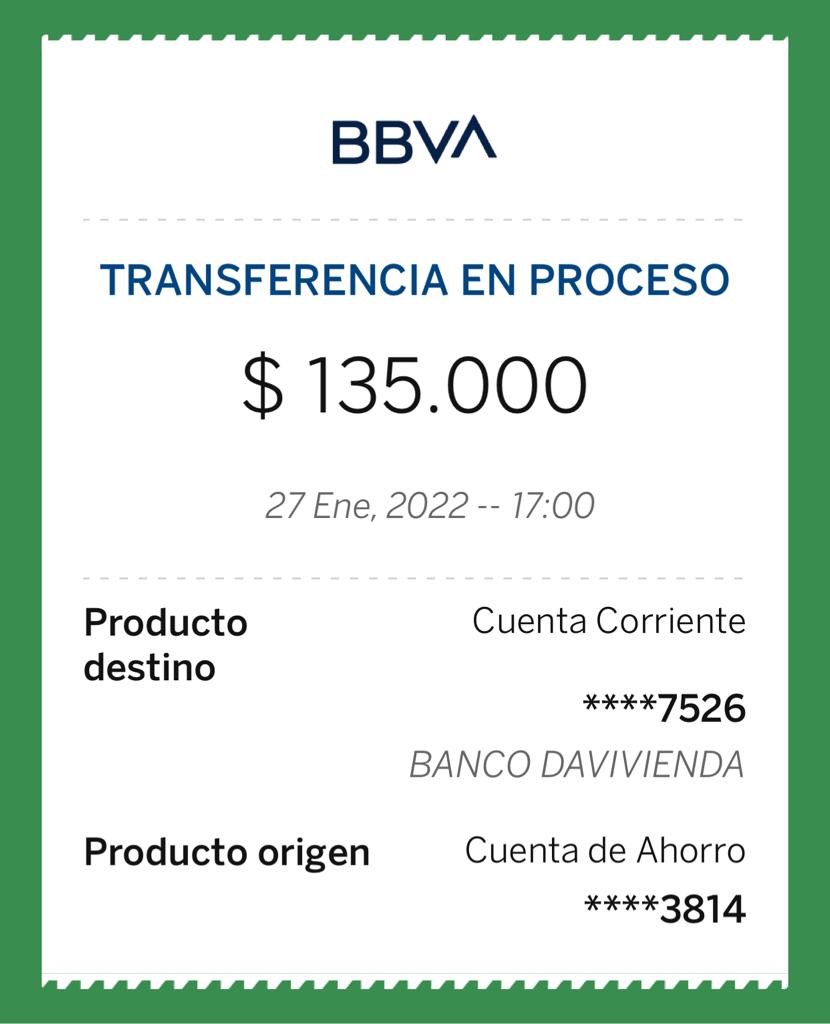 BBVA
TRANSFERENCIA EN PROCESO
$ 135.000
27 Ene, 2022 -- 17:00
Producto destino
Cuenta Corriente
****7526
BANCO DAVIVIENDA
Producto origen
Cuenta de Ahorro
****3814